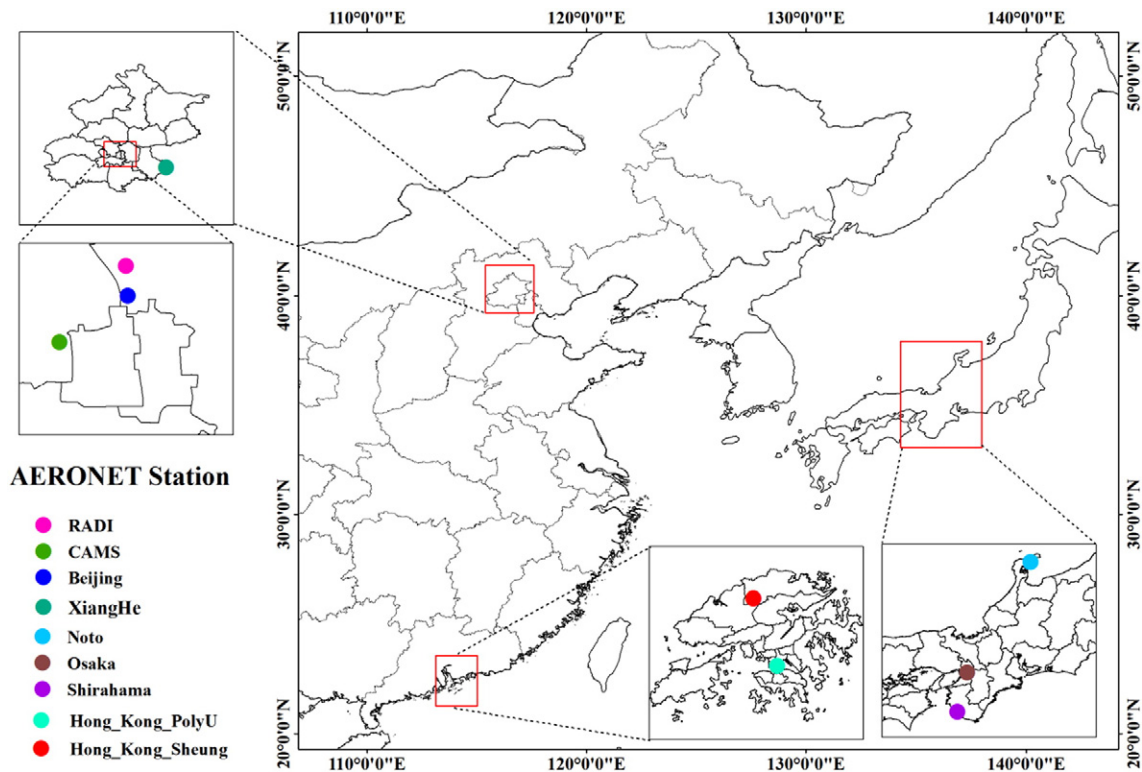 110°0'0"E 120°0'0"E 130°0'0"E 140°0'0"E
50°0'0"N 50°0'0"N
40°0'0"N 40°0'0"N
30°0'0"N 30°0'0"N
20°0'0"N 20°0'0"N
AERONET Station
RADI
CAMS
Beijing
XiangHe
Noto
Osaka
Shirahama
Hong_Kong_PolyU
Hong_Kong_Sheung
110°0'0"E 120°0'0"E 130°0'0"E 140°0'0"E